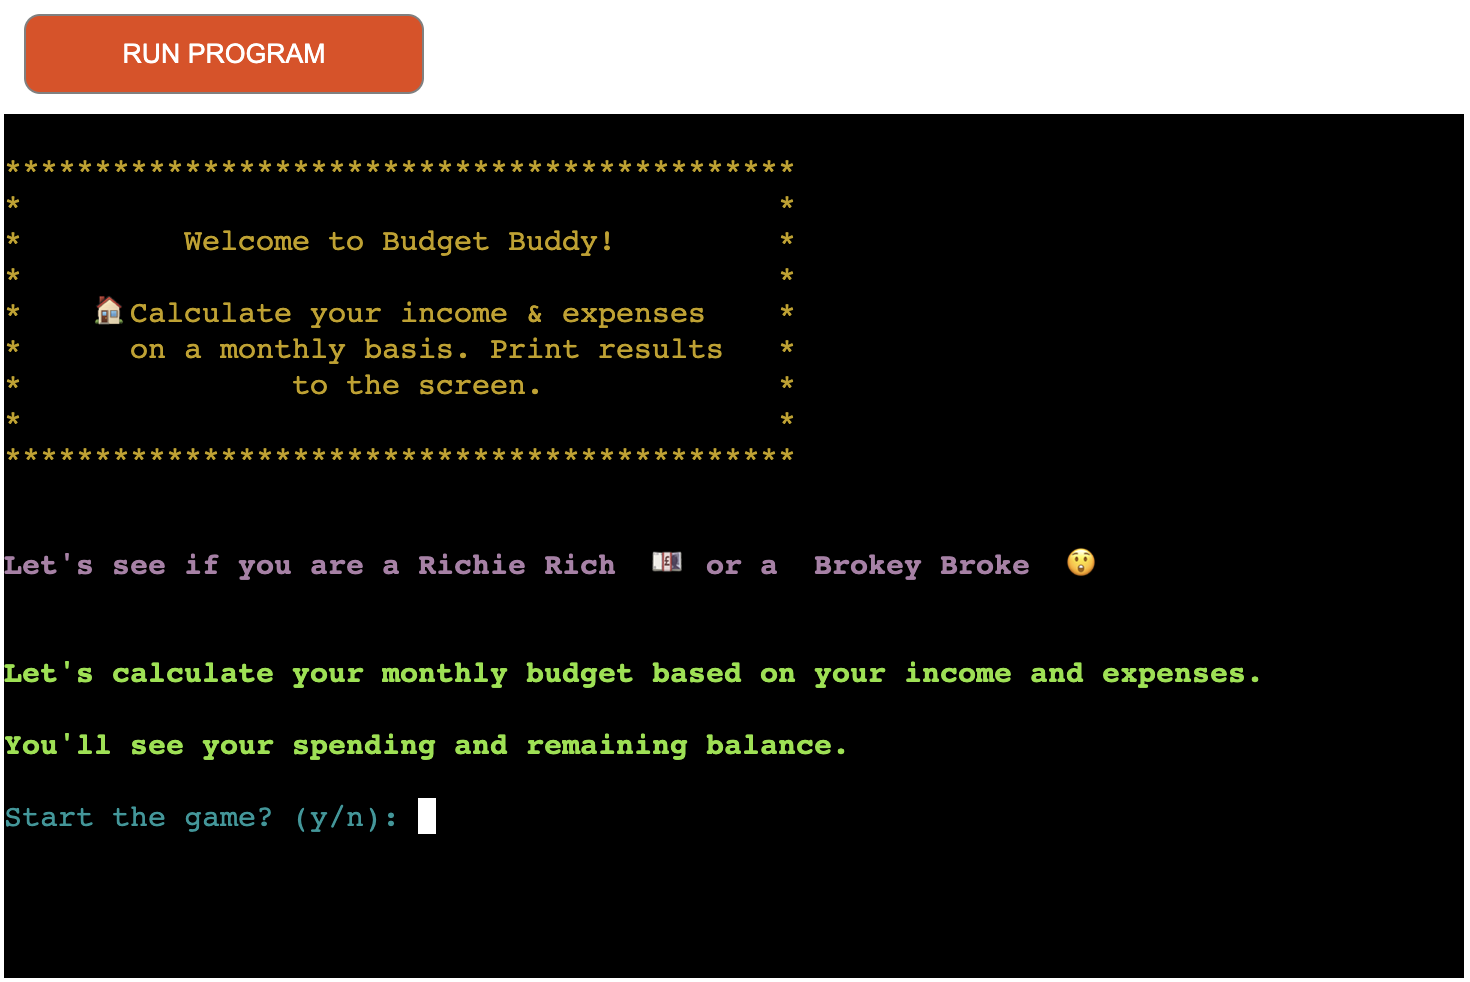 RUN PROGRAM
********************************************
*                                          *
*         Welcome to Budget Buddy!         *
*                                          *
*    🏠Calculate your income & expenses    *
*      on a monthly basis. Print results   *
*               to the screen.             *
*                                          *
********************************************
Let's see if you are a Richie Rich  💷 or a  Brokey Broke  😲
Let's calculate your monthly budget based on your income and expenses.
You'll see your spending and remaining balance.
Start the game? (y/n):